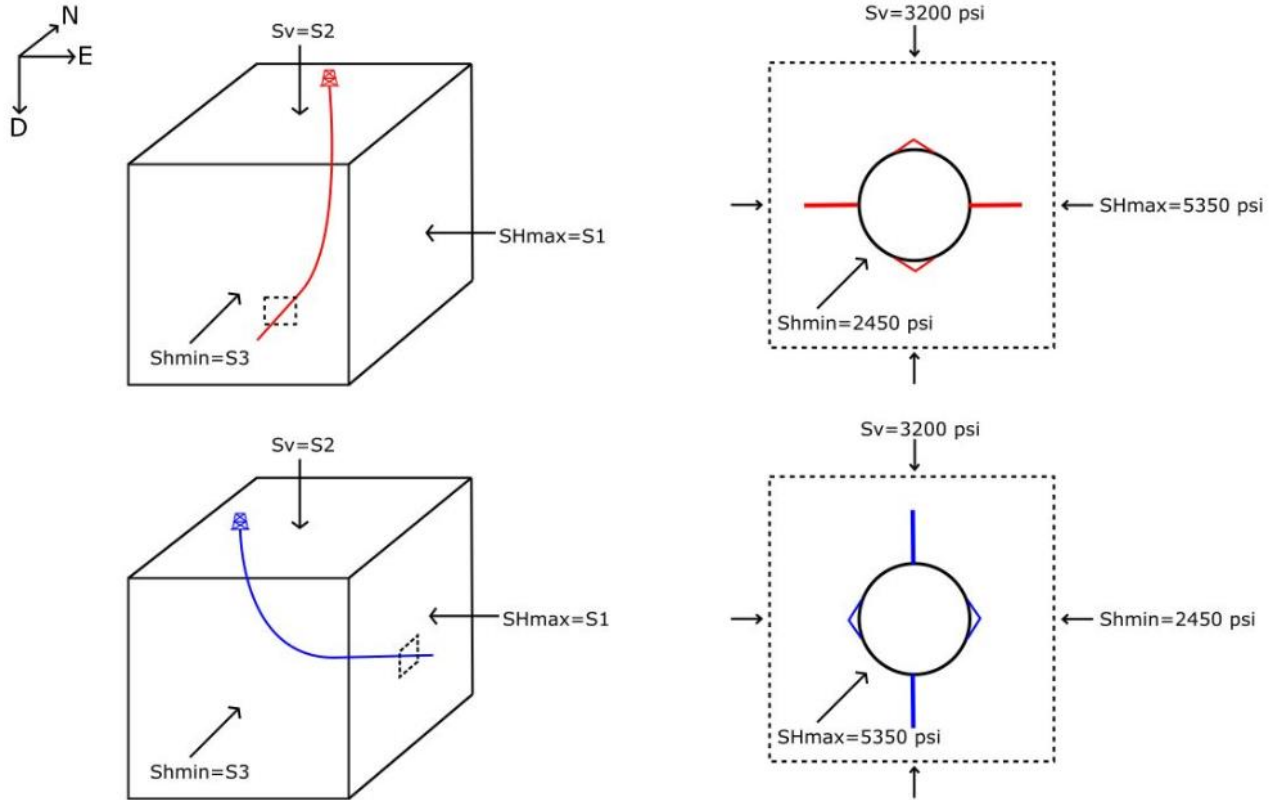 N
E
D
Sv=S2
SHmax=S1
Shmin=S3
Sv=3200 psi
SHmax=5350 psi
Shmin=2450 psi
Sv=S2
SHmax=S1
Shmin=S3
Sv=3200 psi
Shmin=2450 psi
SHmax=5350 psi